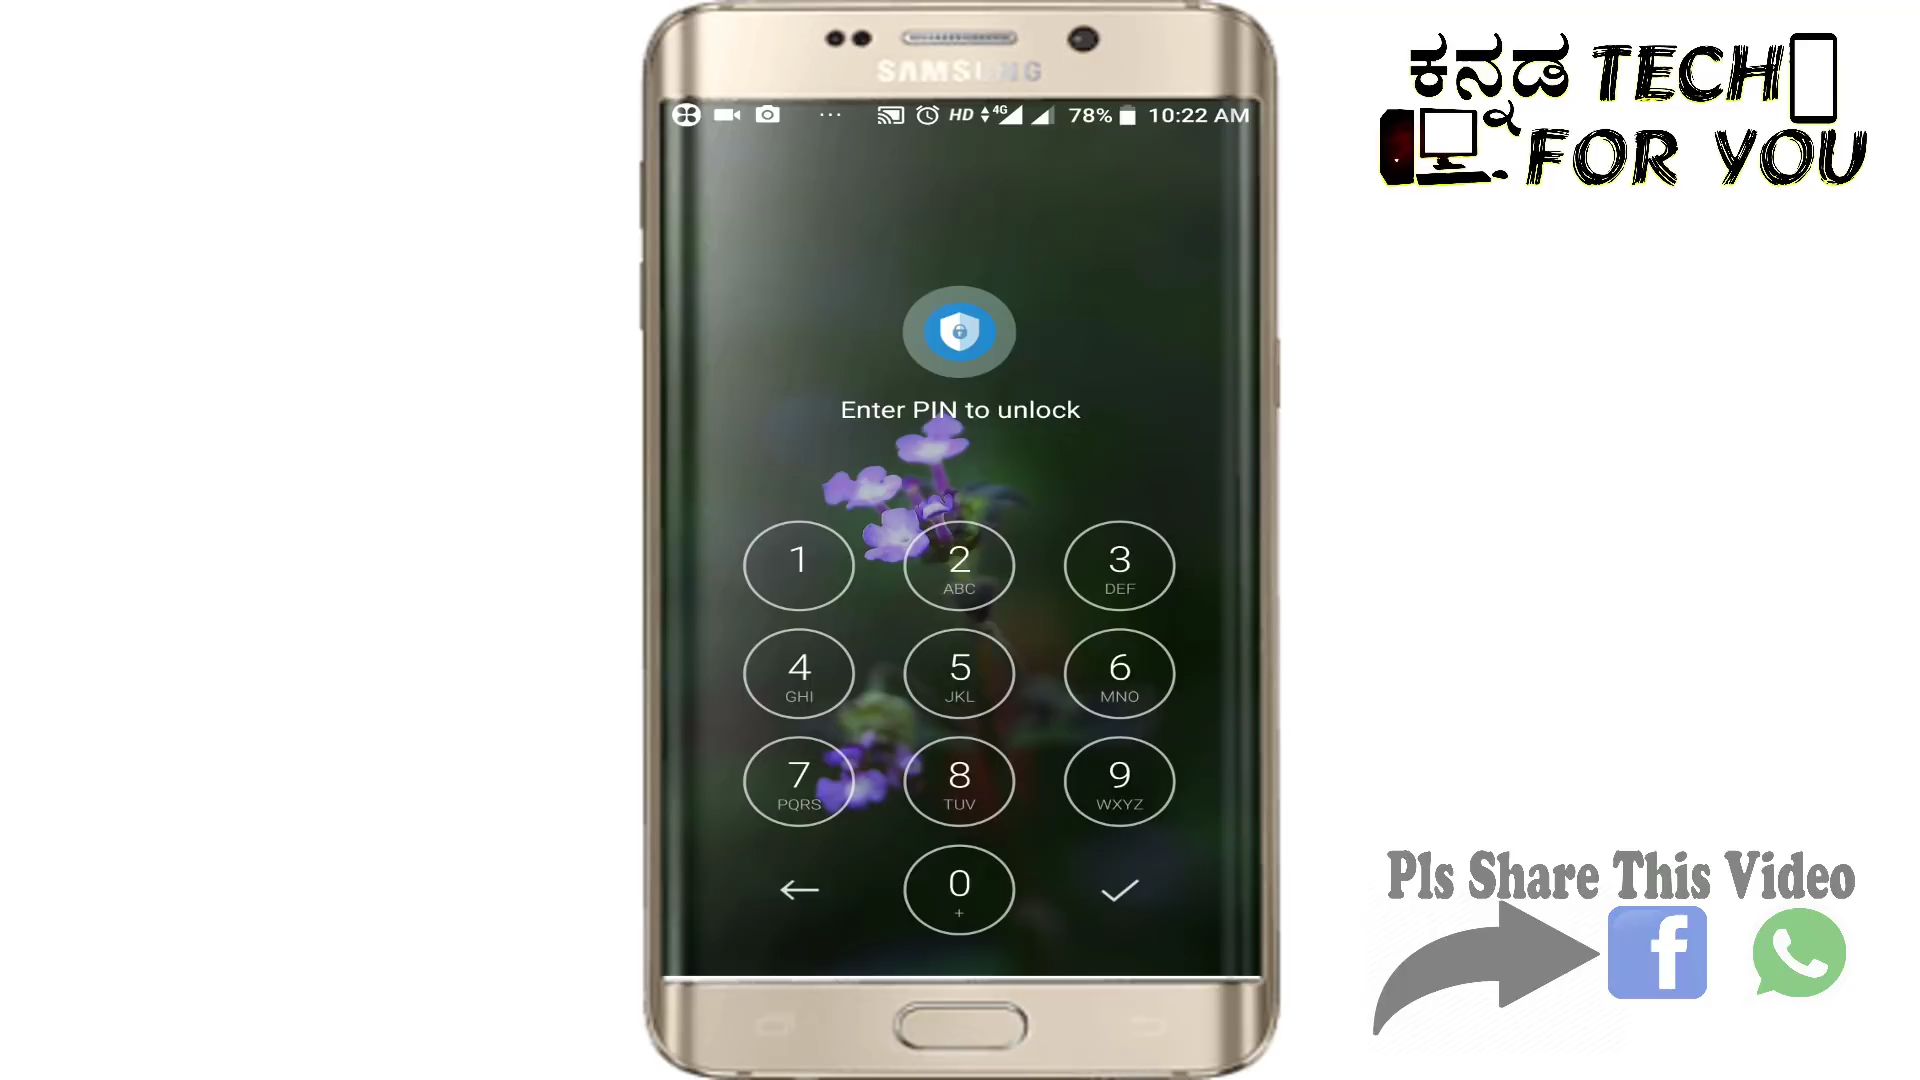 SAMSUNG
HD 4G 78% 10:22 AM
ಕನ್ನಡ TECH
FOR YOU
Enter PIN to unlock
1
2
ABC
3
DEF
4
GHI
5
JKL
6
MNO
7
PQRS
8
TUV
9
WXYZ
0
+
Pls Share This Video
f